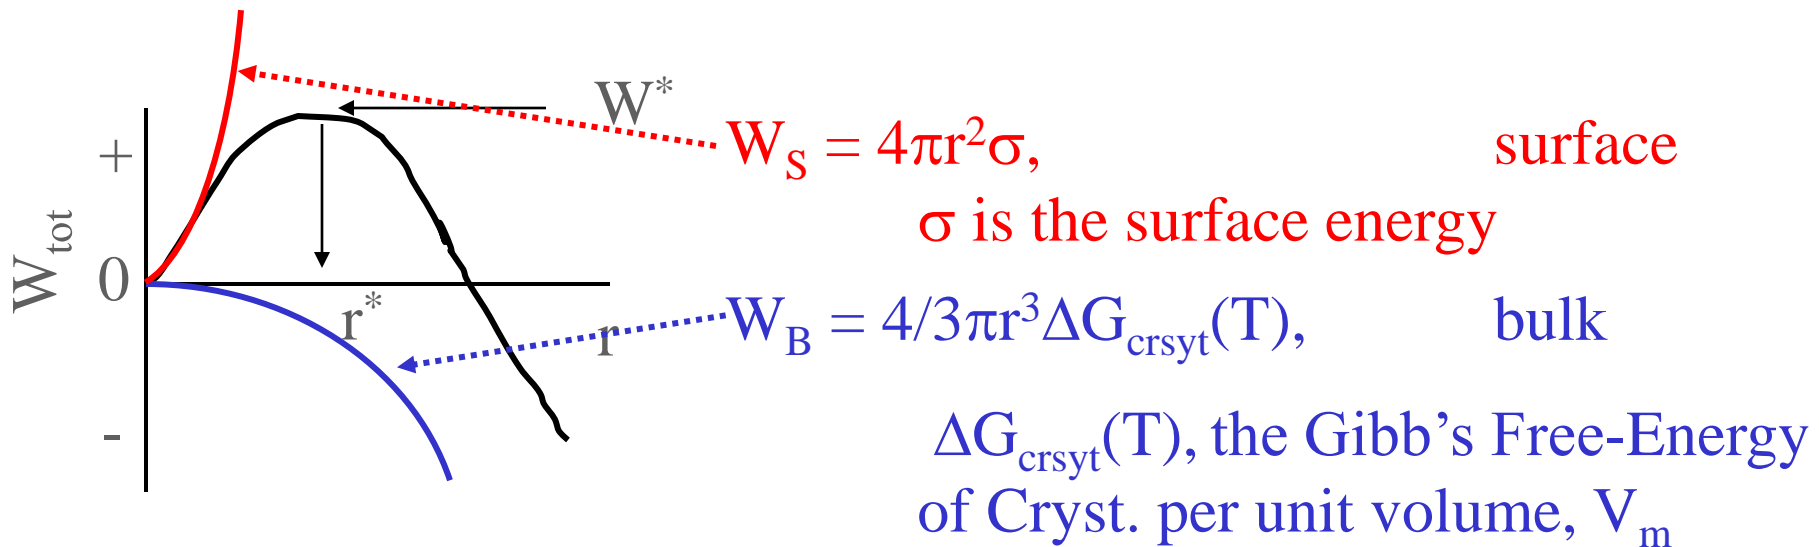 W*
W_S = 4πr²σ, surface
+
σ is the surface energy
W_tot
0
r*
r
W_B = 4/3πr³ΔG_crsyt(T), bulk
-
ΔG_crsyt(T), the Gibb’s Free-Energy
of Cryst. per unit volume, V_m